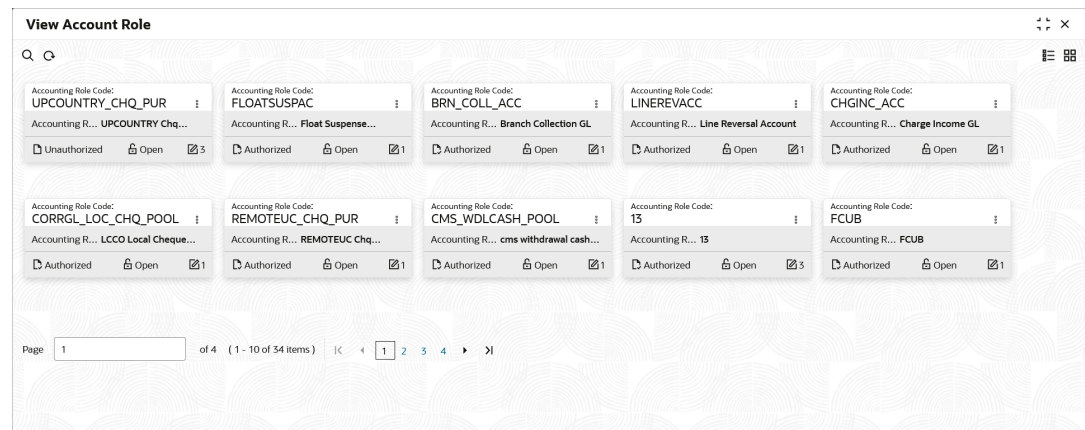 View Account Role
Accounting Role Code: Accounting Role Code: Accounting Role Code: Accounting Role Code: Accounting Role Code:
UPCOUNTRY_CHQ_PUR FLOATSUSPAC BRN_COLL_ACC LINEREVACC CHGINC_ACC
Accounting R... UPCOUNTRY Chq... Accounting R... Float Suspense... Accounting R... Branch Collection GL Accounting R... Line Reversal Account Accounting R... Charge Income GL
Unauthorized Open 3 Authorized Open 1 Authorized Open 1 Authorized Open 1 Authorized Open 1
Accounting Role Code: Accounting Role Code: Accounting Role Code: Accounting Role Code: Accounting Role Code:
CORRGL_LOC_CHQ_POOL REMOTEUC_CHQ_PUR CMS_WDLCASH_POOL 13 FCUB
Accounting R... LCCO Local Cheque... Accounting R... REMOTEUC Chq... Accounting R... cms withdrawal cash... Accounting R... 13 Accounting R... FCUB
Authorized Open 1 Authorized Open 1 Authorized Open 1 Authorized Open 3 Authorized Open 1
Page 1 of 4 ( 1 - 10 of 34 items ) 1 2 3 4